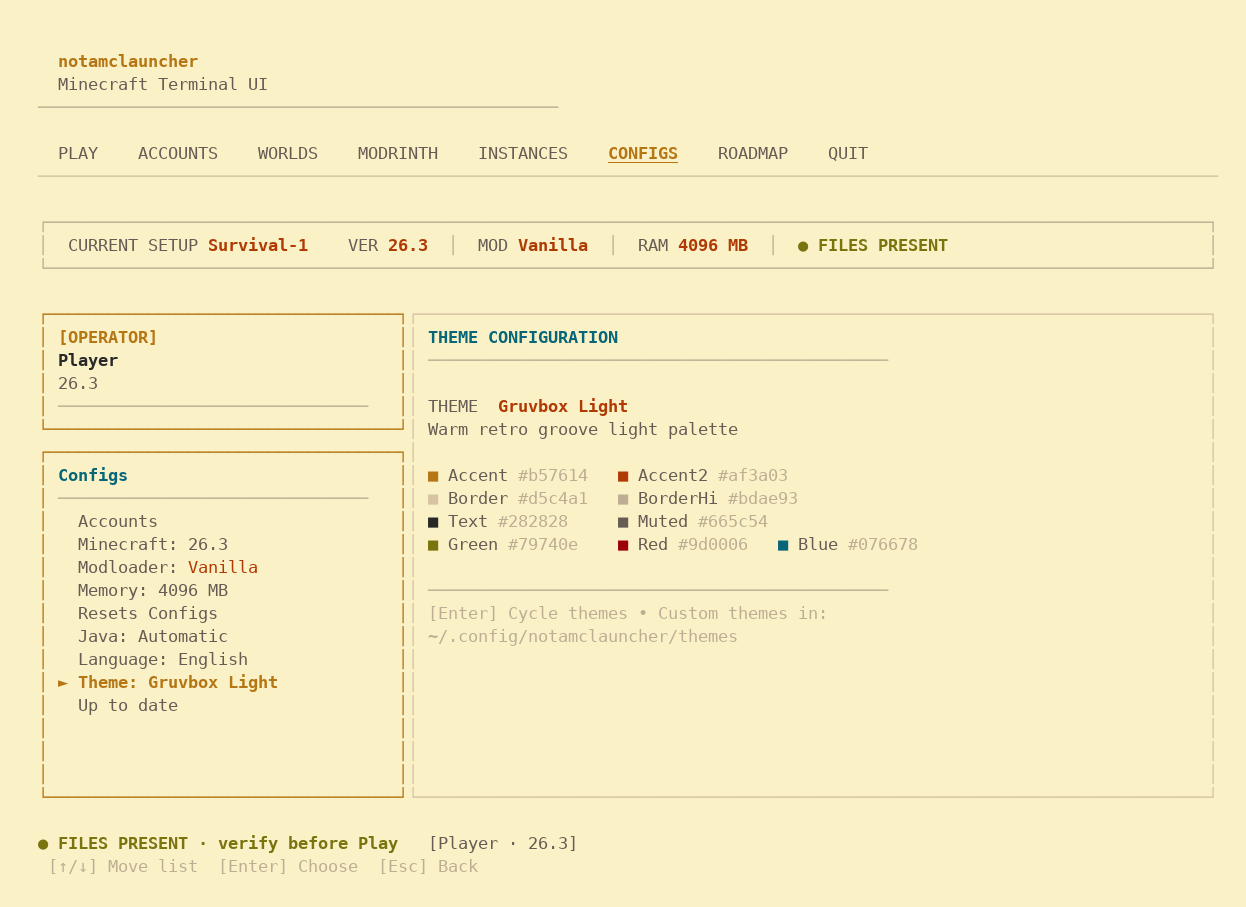 notamclauncher
Minecraft Terminal UI
PLAY ACCOUNTS WORLDS MODRINTH INSTANCES CONFIGS ROADMAP QUIT
CURRENT SETUP Survival-1 VER 26.3 │ MOD Vanilla │ RAM 4096 MB │ ● FILES PRESENT
[OPERATOR]
Player
26.3
Configs
Accounts
Minecraft: 26.3
Modloader: Vanilla
Memory: 4096 MB
Resets Configs
Java: Automatic
Language: English
► Theme: Gruvbox Light
Up to date
THEME CONFIGURATION
THEME Gruvbox Light
Warm retro groove light palette
■ Accent #b57614 ■ Accent2 #af3a03
■ Border #d5c4a1 ■ BorderHi #bdae93
■ Text #282828 ■ Muted #665c54
■ Green #79740e ■ Red #9d0006 ■ Blue #076678
[Enter] Cycle themes • Custom themes in:
~/.config/notamclauncher/themes
● FILES PRESENT · verify before Play [Player · 26.3]
[↑/↓] Move list [Enter] Choose [Esc] Back